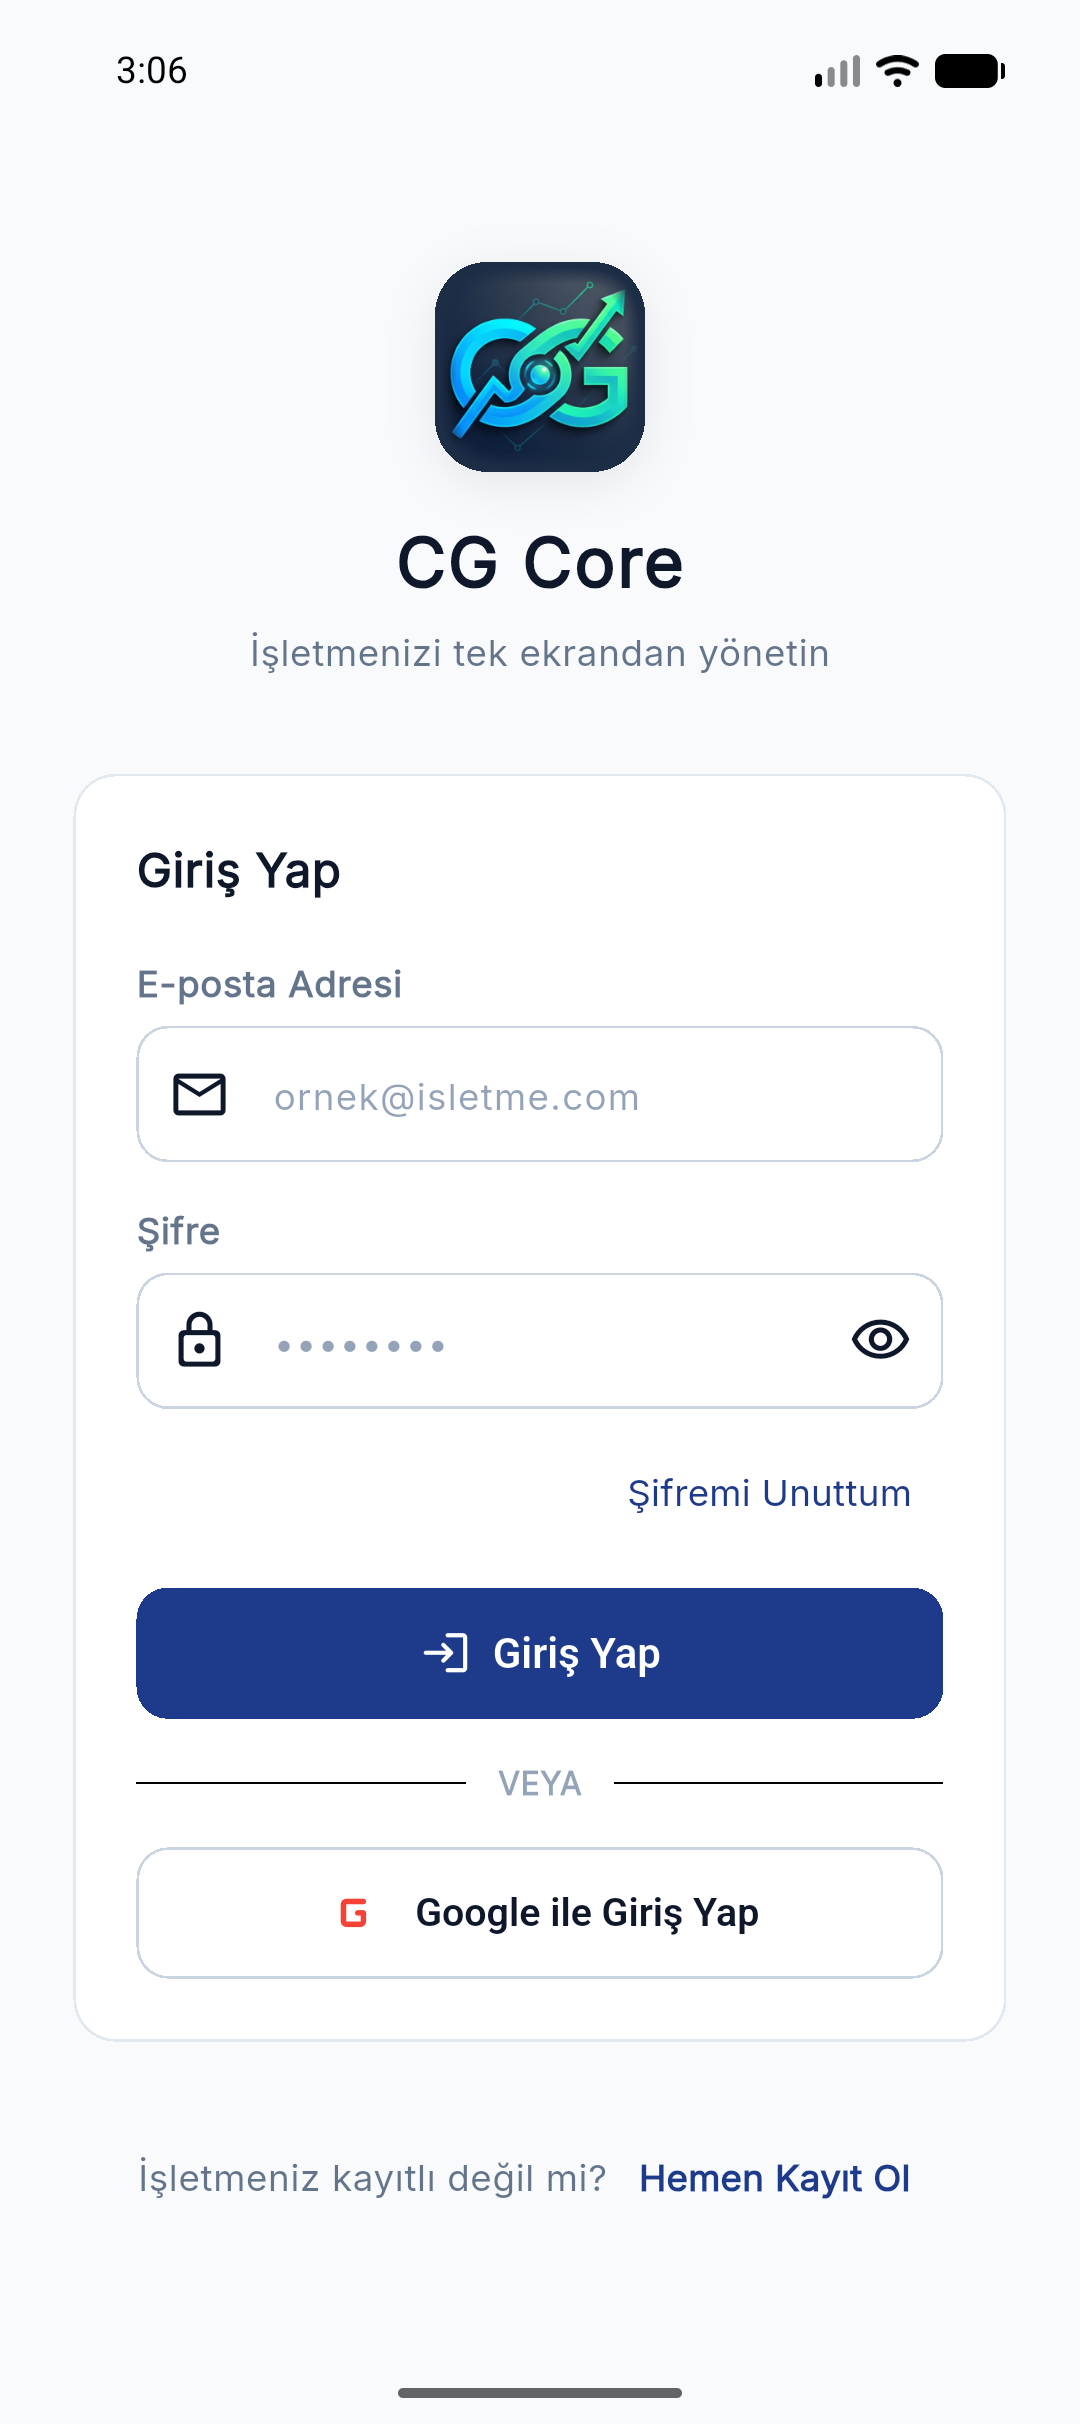 3:06
CG
CG Core
İşletmenizi tek ekrandan yönetin
Giriş Yap
E-posta Adresi
ornek@isletme.com
Şifre
••••••••
Şifremi Unuttum
Giriş Yap
VEYA
G Google ile Giriş Yap
İşletmeniz kayıtlı değil mi? Hemen Kayıt Ol